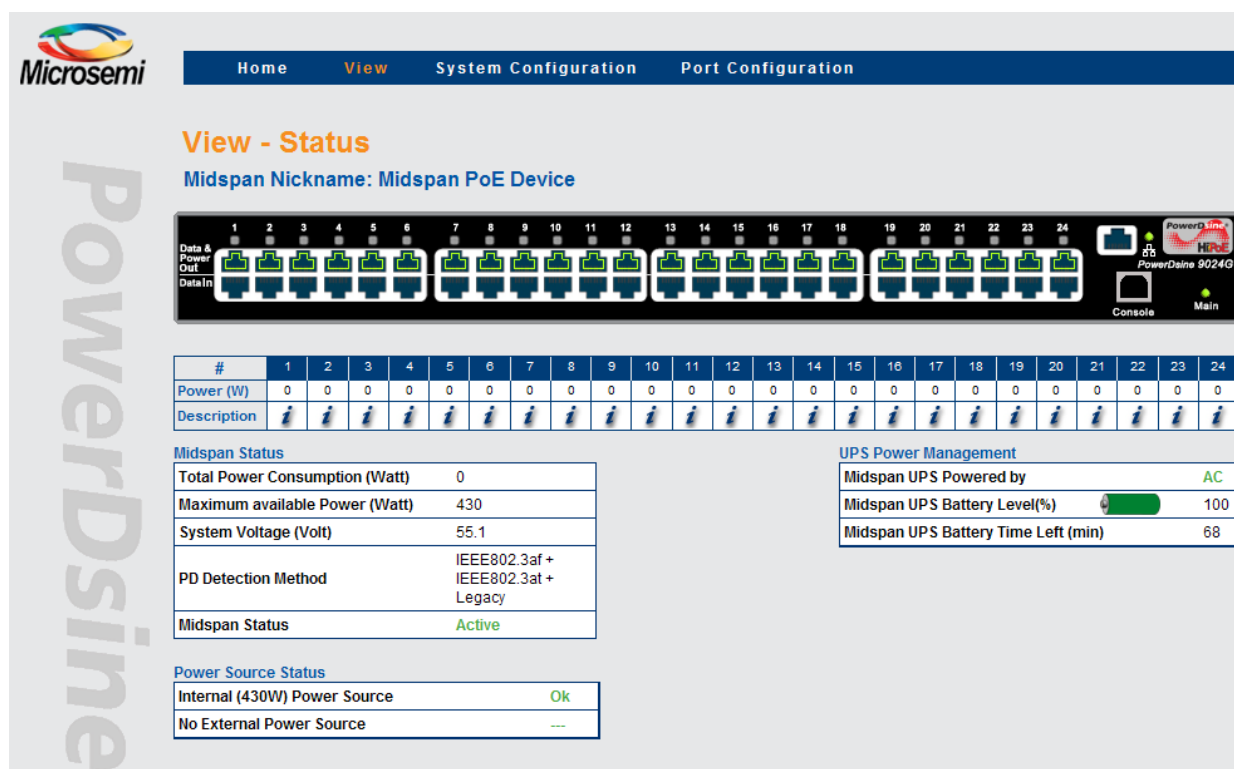 Microsemi
PowerDsine
Home View System Configuration Port Configuration
View - Status
Midspan Nickname: Midspan PoE Device
1 2 3 4 5 6 7 8 9 10 11 12 13 14 15 16 17 18 19 20 21 22 23 24
Data &
Power
Out
Data In
PowerDsine
HiPoE
PowerDsine 9024G
Console
Main
# 1 2 3 4 5 6 7 8 9 10 11 12 13 14 15 16 17 18 19 20 21 22 23 24
Power (W) 0 0 0 0 0 0 0 0 0 0 0 0 0 0 0 0 0 0 0 0 0 0 0 0
Description i i i i i i i i i i i i i i i i i i i i i i i i
Midspan Status
Total Power Consumption (Watt) 0
Maximum available Power (Watt) 430
System Voltage (Volt) 55.1
PD Detection Method IEEE802.3af +
IEEE802.3at +
Legacy
Midspan Status Active
UPS Power Management
Midspan UPS Powered by AC
Midspan UPS Battery Level(%) 100
Midspan UPS Battery Time Left (min) 68
Power Source Status
Internal (430W) Power Source Ok
No External Power Source ---